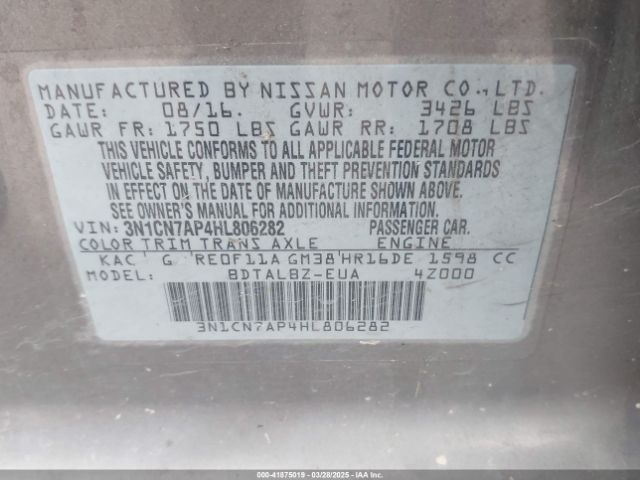 MANUFACTURED BY NISSAN MOTOR CO., LTD.
DATE: 08/16. GVWR: 3426 LBS
GAWR FR: 1750 LBS GAWR RR: 1708 LBS
THIS VEHICLE CONFORMS TO ALL APPLICABLE FEDERAL MOTOR
VEHICLE SAFETY, BUMPER AND THEFT PREVENTION STANDARDS
IN EFFECT ON THE DATE OF MANUFACTURE SHOWN ABOVE.
SEE OWNER'S MANUAL FOR ADDITIONAL INFORMATION.
VIN: 3N1CN7AP4HL806282 PASSENGER CAR.
COLOR TRIM TRANS AXLE ENGINE
KAC G RE0F11A GM38 HR16DE 1598 CC
MODEL: BDTALBZ-EUA 4Z000
3N1CN7AP4HL806282
000-41875019 | 03/28/2025 - IAA Inc.